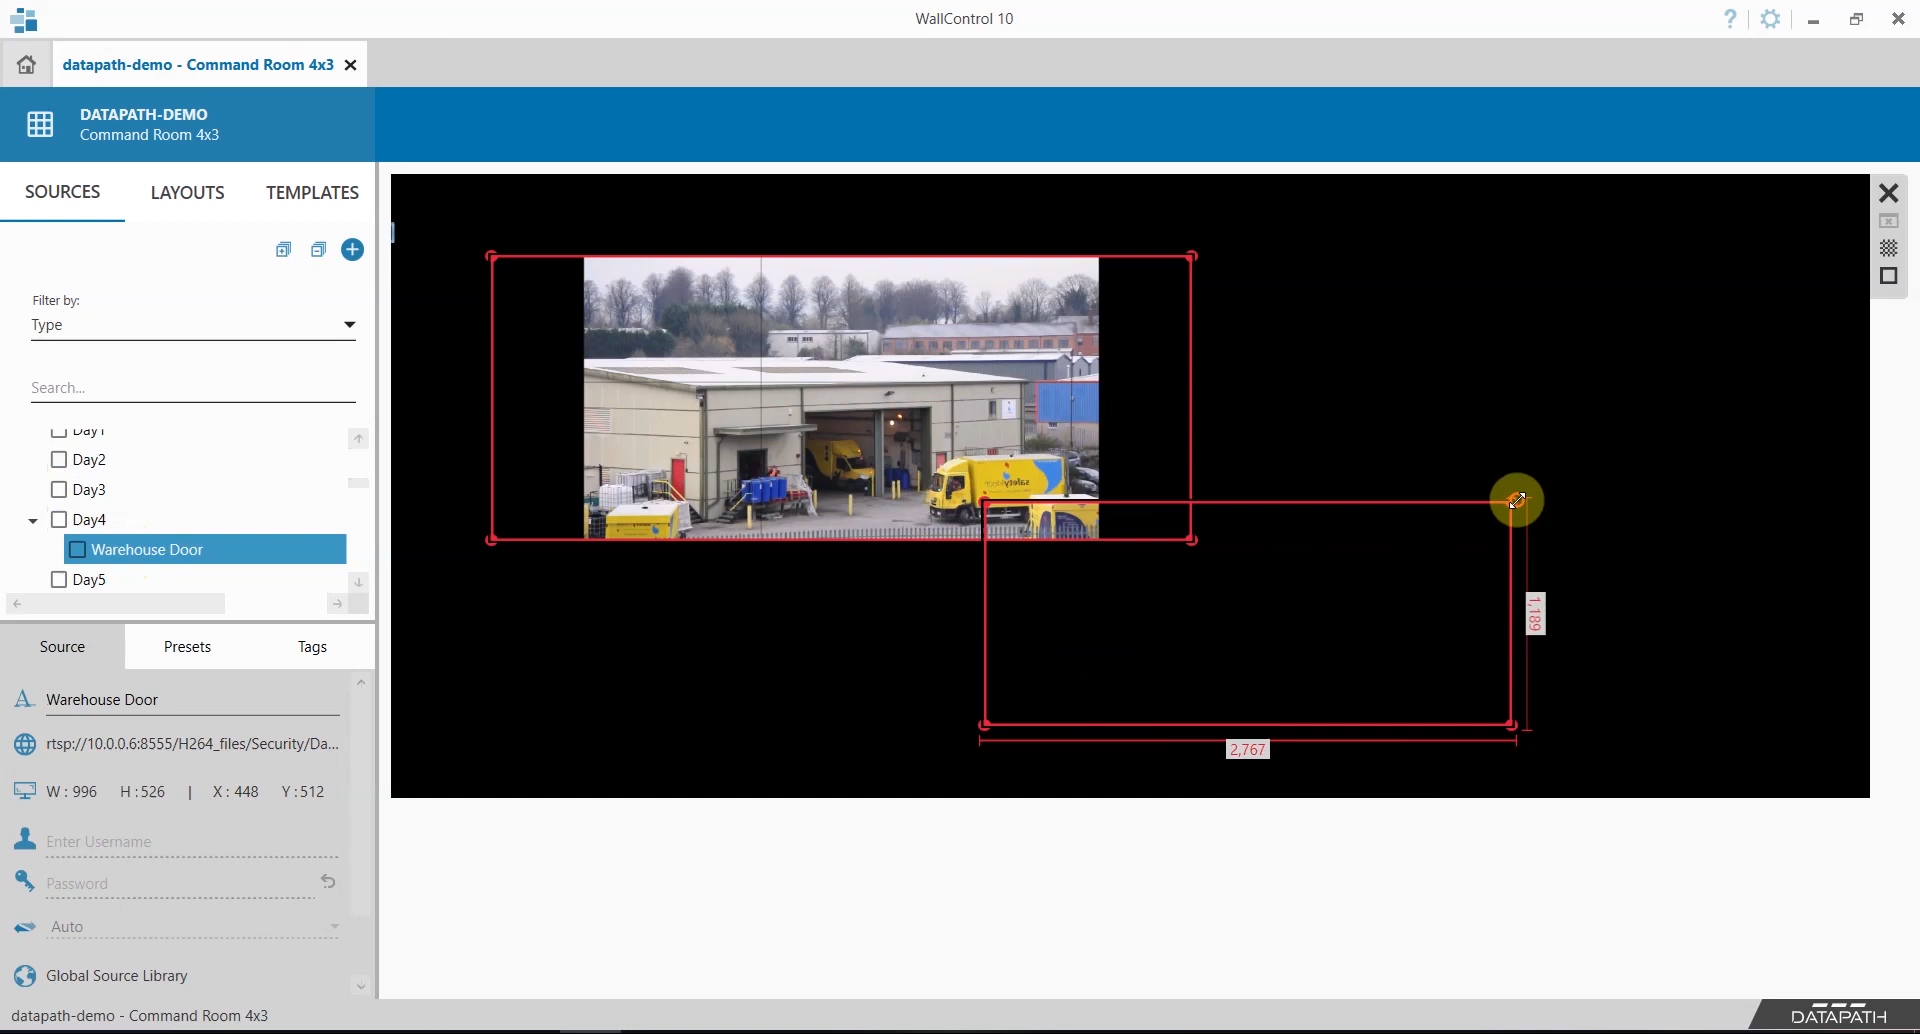 WallControl 10
datapath-demo - Command Room 4x3
DATAPATH-DEMO
Command Room 4x3
SOURCES
LAYOUTS
TEMPLATES
Filter by:
Type
Search...
Day1
Day2
Day3
Day4
Warehouse Door
Day5
Source
Presets
Tags
Warehouse Door
rtsp://10.0.0.6:8555/H264_files/Security/Da...
W : 996 H : 526 | X : 448 Y : 512
Enter Username
Password
Auto
Global Source Library
1,189
2,767
datapath-demo - Command Room 4x3
DATAPATH